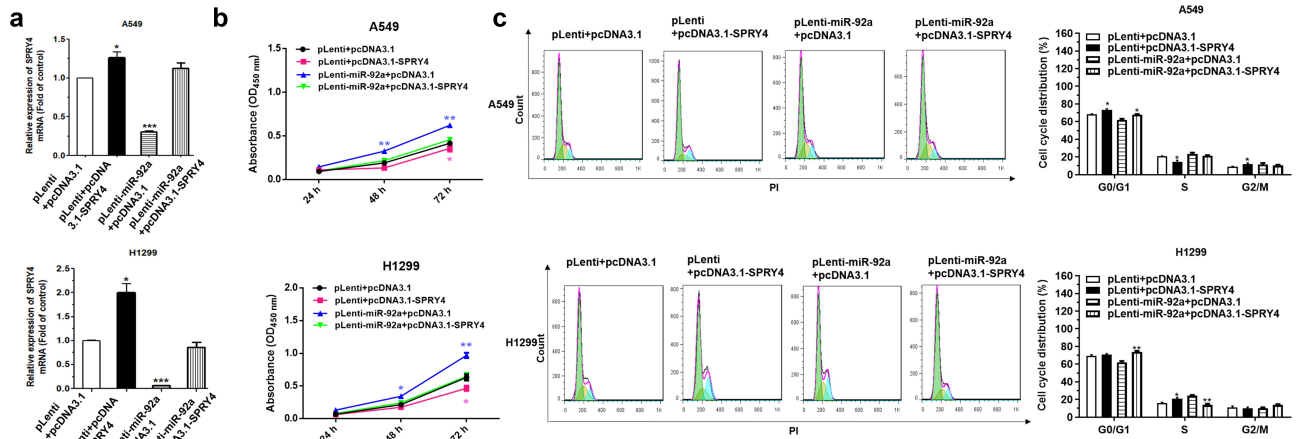 a
A549
Relative expression of SPRY4
mRNA (Fold of control)
1.5
1.0
0.5
0.0
*
***
pLenti
+pcDNA3.1
pLenti+pcDNA
3.1-SPRY4
pLenti-miR-92a
+pcDNA3.1
pLenti-miR-92a
+pcDNA3.1-SPRY4
H1299
Relative expression of SPRY4
mRNA (Fold of control)
2.5
2.0
1.5
1.0
0.5
0.0
*
***
pLenti
+pcDNA3.1
b
A549
Absorbance (OD450 nm)
2.0
1.5
1.0
0.5
0.0
pLenti+pcDNA3.1
pLenti+pcDNA3.1-SPRY4
pLenti-miR-92a+pcDNA3.1
pLenti-miR-92a+pcDNA3.1-SPRY4
**
**
*
24 h
48 h
72 h
H1299
Absorbance (OD450 nm)
2.0
1.5
1.0
0.5
0.0
pLenti+pcDNA3.1
pLenti+pcDNA3.1-SPRY4
pLenti-miR-92a+pcDNA3.1
pLenti-miR-92a+pcDNA3.1-SPRY4
*
**
*
24 h
48 h
72 h
c
pLenti+pcDNA3.1
pLenti
+pcDNA3.1-SPRY4
pLenti-miR-92a
+pcDNA3.1
pLenti-miR-92a
+pcDNA3.1-SPRY4
A549
Count
PI
pLenti+pcDNA3.1
pLenti
+pcDNA3.1-SPRY4
pLenti-miR-92a
+pcDNA3.1
pLenti-miR-92a
+pcDNA3.1-SPRY4
H1299
Count
PI
A549
Cell cycle distribution (%)
160
140
120
100
80
60
40
20
0
pLenti+pcDNA3.1
pLenti+pcDNA3.1-SPRY4
pLenti-miR-92a+pcDNA3.1
pLenti-miR-92a+pcDNA3.1-SPRY4
*
*
*
*
G0/G1
S
G2/M
H1299
Cell cycle distribution (%)
160
140
120
100
80
60
40
20
0
pLenti+pcDNA3.1
pLenti+pcDNA3.1-SPRY4
pLenti-miR-92a+pcDNA3.1
pLenti-miR-92a+pcDNA3.1-SPRY4
**
*
**
G0/G1
S
G2/M